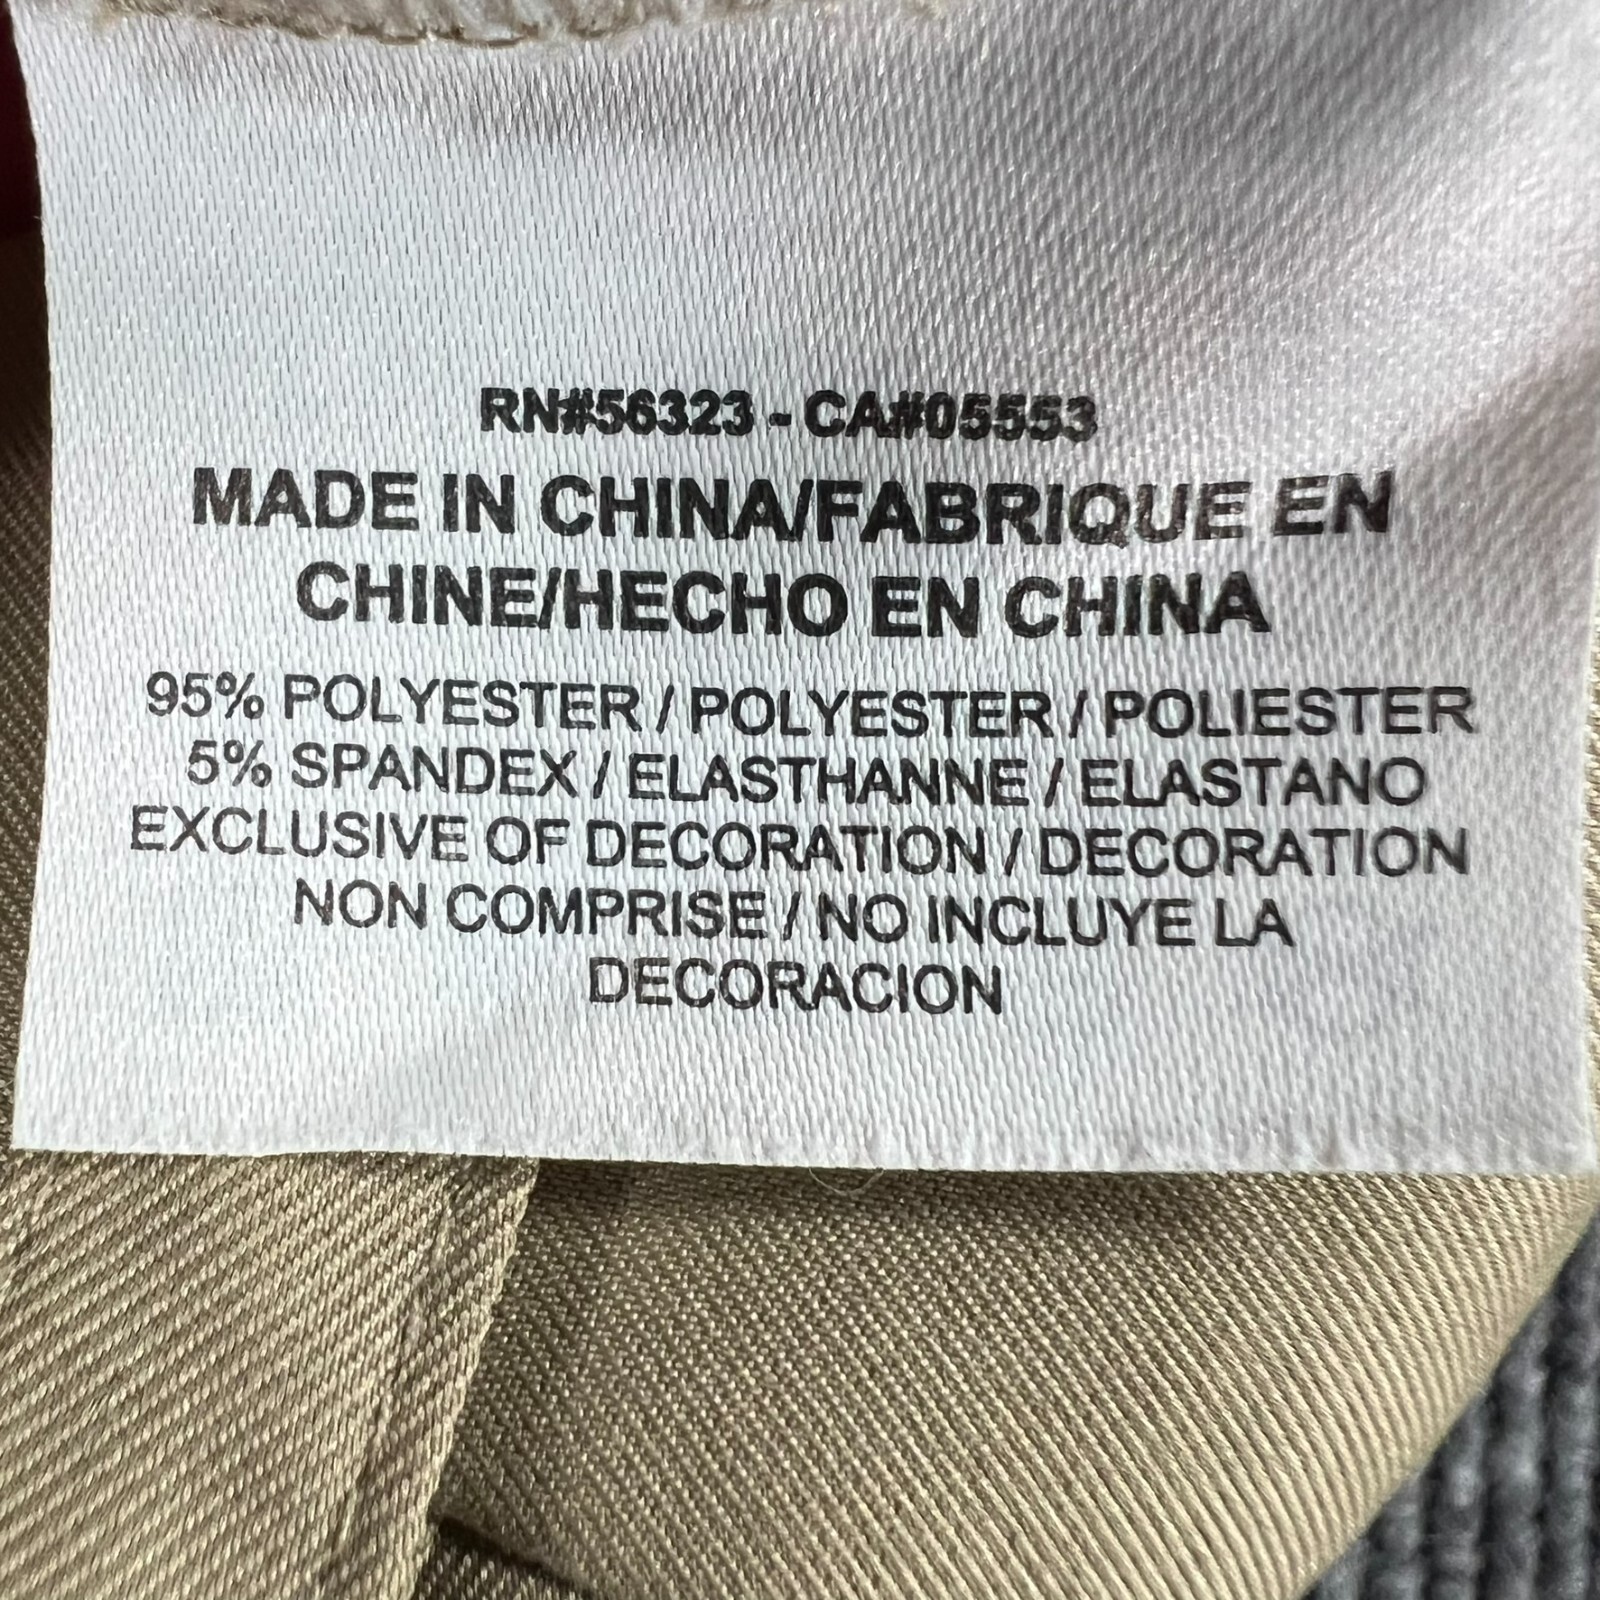 RN#56323 - CA#05553
MADE IN CHINA/FABRIQUE EN
CHINE/HECHO EN CHINA
95% POLYESTER / POLYESTER / POLIESTER
5% SPANDEX / ELASTHANNE / ELASTANO
EXCLUSIVE OF DECORATION / DECORATION
NON COMPRISE / NO INCLUYE LA
DECORACION